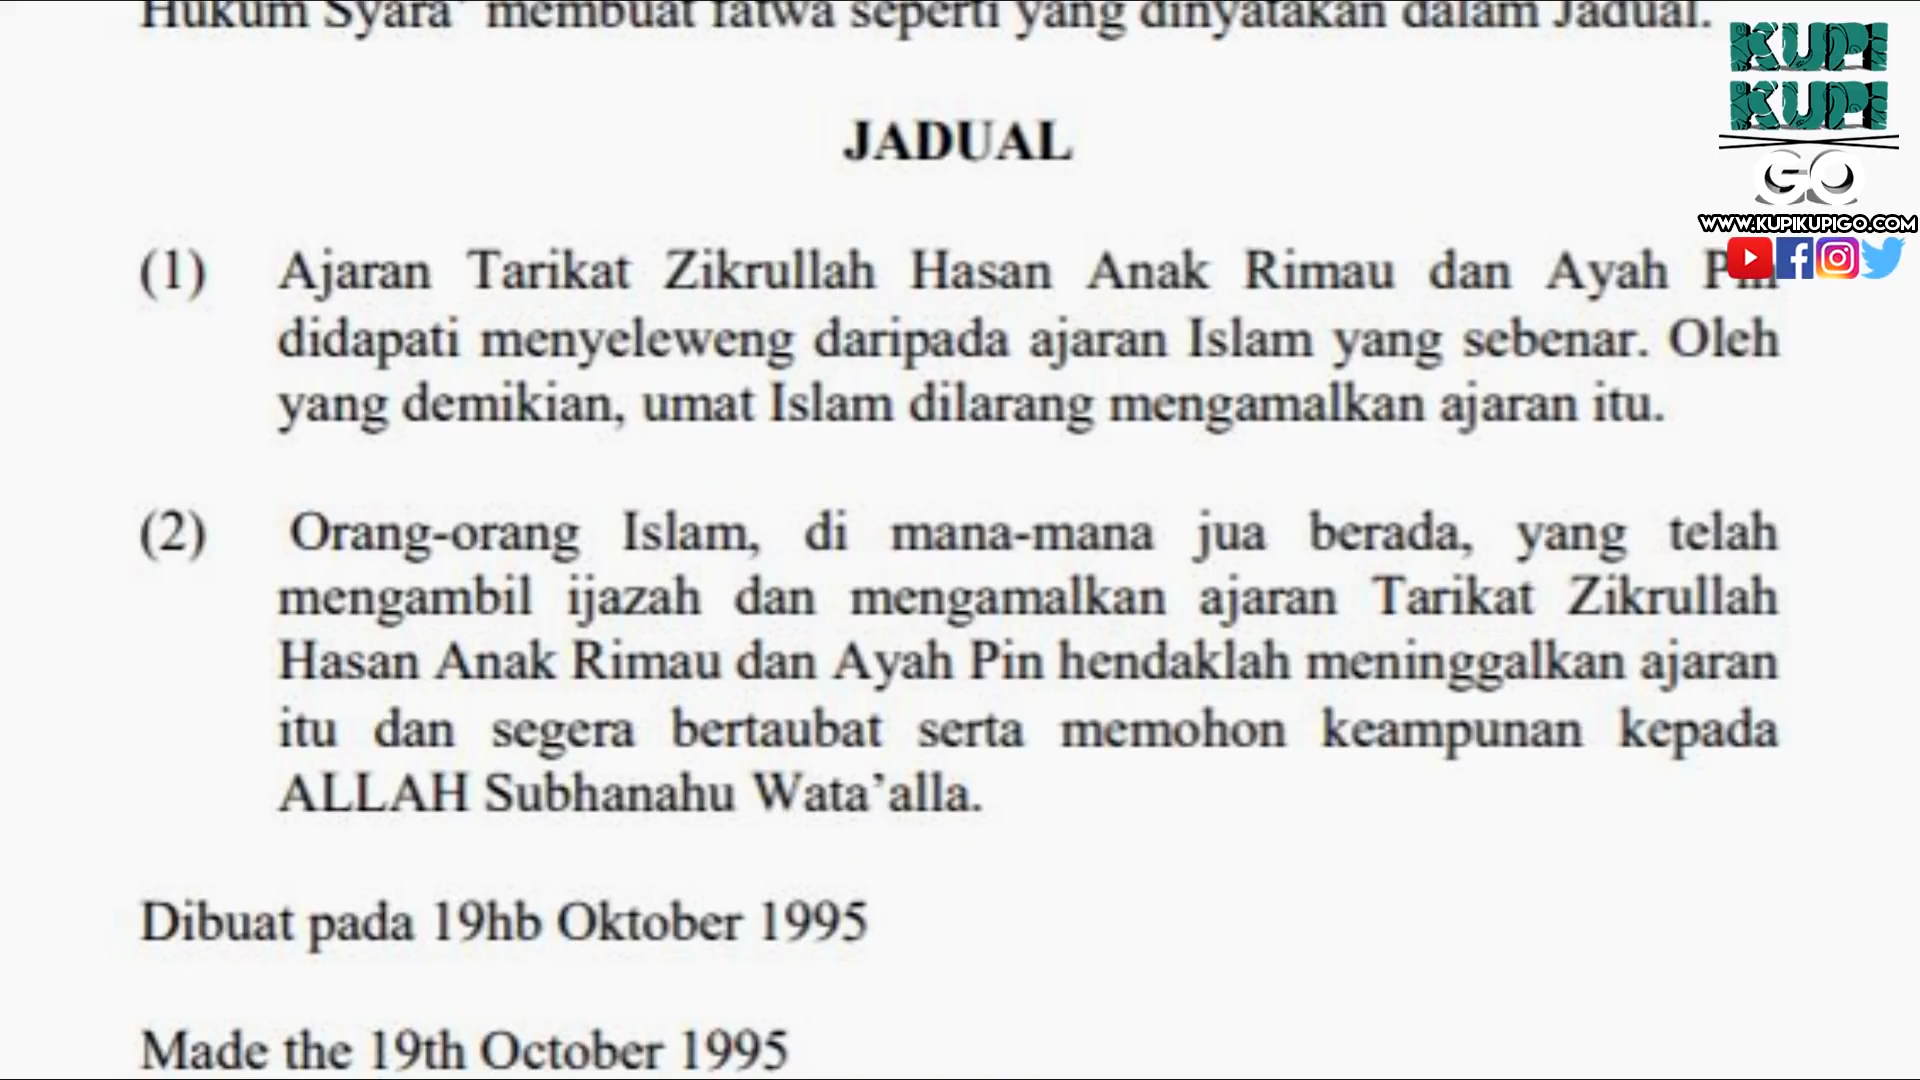 Hukum Syara' membuat fatwa seperti yang dinyatakan dalam Jadual.
KUPI
KUPI
GO
WWW.KUPIKUPIGO.COM
JADUAL
(1) Ajaran Tarikat Zikrullah Hasan Anak Rimau dan Ayah Pin
didapati menyeleweng daripada ajaran Islam yang sebenar. Oleh
yang demikian, umat Islam dilarang mengamalkan ajaran itu.
(2) Orang-orang Islam, di mana-mana jua berada, yang telah
mengambil ijazah dan mengamalkan ajaran Tarikat Zikrullah
Hasan Anak Rimau dan Ayah Pin hendaklah meninggalkan ajaran
itu dan segera bertaubat serta memohon keampunan kepada
ALLAH Subhanahu Wata'alla.
Dibuat pada 19hb Oktober 1995
Made the 19th October 1995